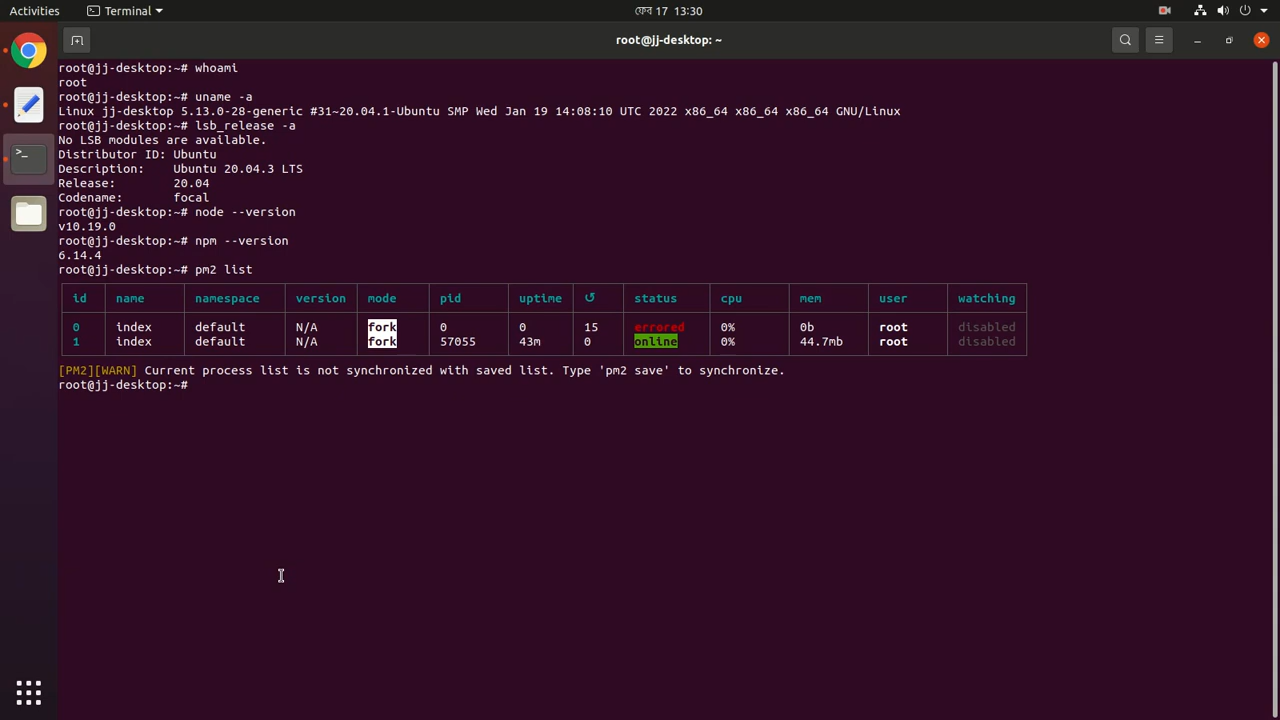 Activities Terminal ফেব 17 13:30
root@jj-desktop: ~
root@jj-desktop:~# whoami
root
root@jj-desktop:~# uname -a
Linux jj-desktop 5.13.0-28-generic #31~20.04.1-Ubuntu SMP Wed Jan 19 14:08:10 UTC 2022 x86_64 x86_64 x86_64 GNU/Linux
root@jj-desktop:~# lsb_release -a
No LSB modules are available.
Distributor ID: Ubuntu
Description:    Ubuntu 20.04.3 LTS
Release:        20.04
Codename:       focal
root@jj-desktop:~# node --version
v10.19.0
root@jj-desktop:~# npm --version
6.14.4
root@jj-desktop:~# pm2 list
id name namespace version mode pid uptime ↺ status cpu mem user watching
0 index default N/A fork 0 0 15 errored 0% 0b root disabled
1 index default N/A fork 57055 43m 0 online 0% 44.7mb root disabled
[PM2][WARN] Current process list is not synchronized with saved list. Type 'pm2 save' to synchronize.
root@jj-desktop:~#